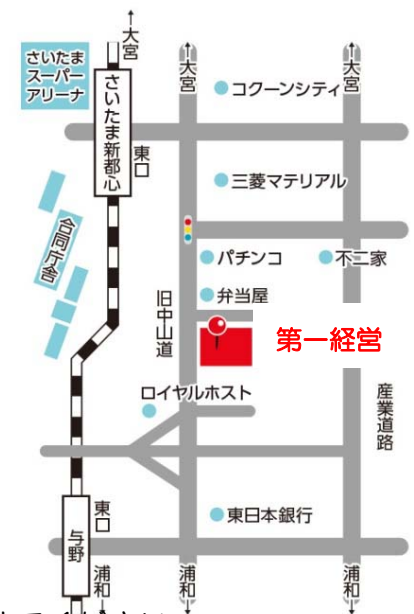 ←大宮
さいたま
スーパー
アリーナ
さいたま新都心
東口
←大宮
コクーンシティ
←大宮
三菱マテリアル
合同庁舎
パチンコ
不二家
弁当屋
旧中山道
第一経営
ロイヤルホスト
産業道路
東口
与野
東日本銀行
浦和→
浦和→
浦和→